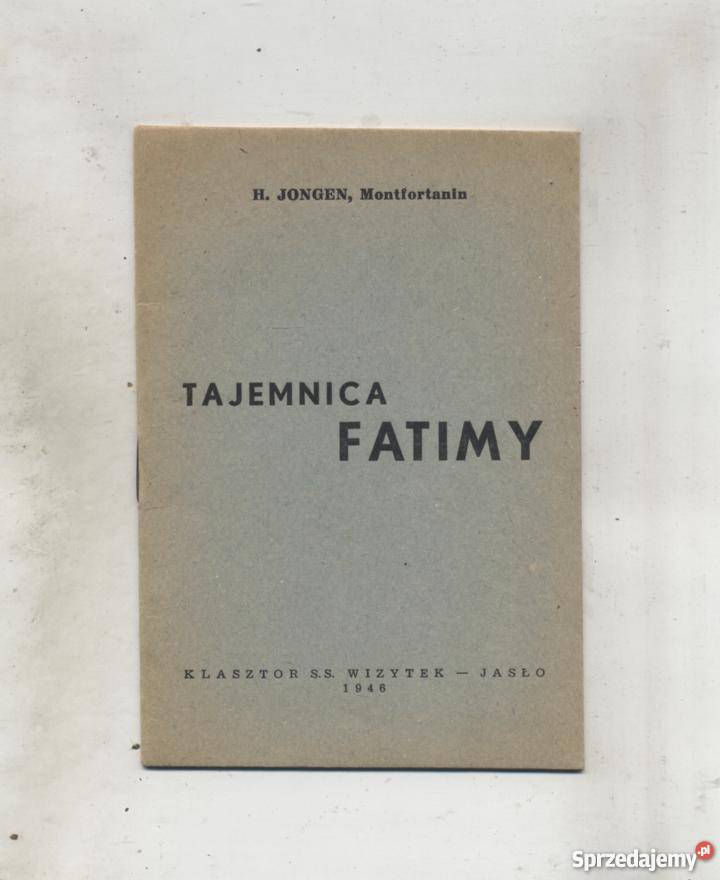 H. JONGEN, Montfortanin
TAJEMNICA
FATIMY
KLASZTOR S.S. WIZYTEK — JASŁO
1946
Sprzedajemy.pl